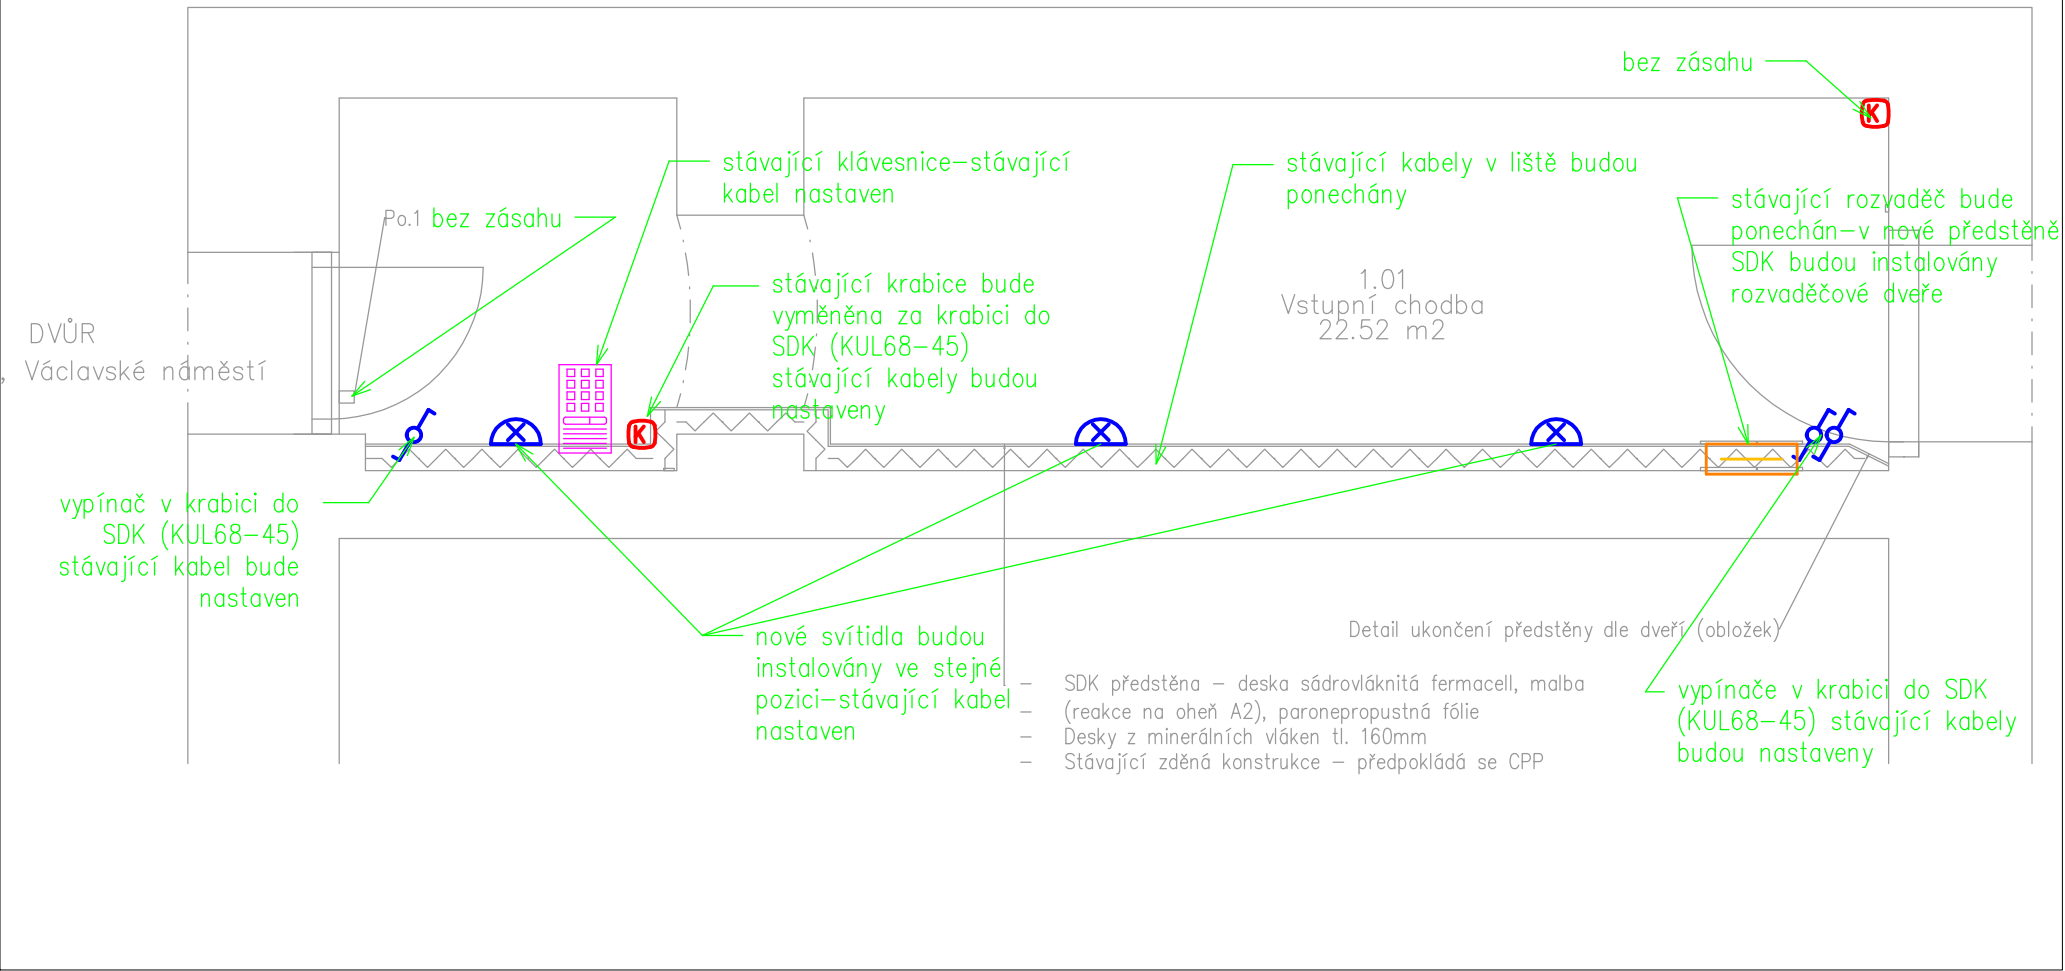 bez zásahu
stávající klávesnice-stávající
kabel nastaven
stávající kabely v liště budou
ponechány
stávající rozvaděč bude
ponechán-v nové předstěně
SDK budou instalovány
rozvaděčové dveře
Po.1
bez zásahu
stávající krabice bude
vyměněna za krabici do
SDK (KUL68-45)
stávající kabely budou
nastaveny
1.01
Vstupní chodba
22.52 m2
DVŮR
, Václavské náměstí
K
K
vypínač v krabici do
SDK (KUL68-45)
stávající kabel bude
nastaven
nové svítidla budou
instalovány ve stejné
pozici-stávající kabel
nastaven
Detail ukončení předstěny dle dveří (obložek)
- SDK předstěna - deska sádrovláknitá fermacell, malba
- (reakce na oheň A2), paronepropustná fólie
- Desky z minerálních vláken tl. 160mm
- Stávající zděná konstrukce - předpokládá se CPP
vypínače v krabici do SDK
(KUL68-45) stávající kabely
budou nastaveny